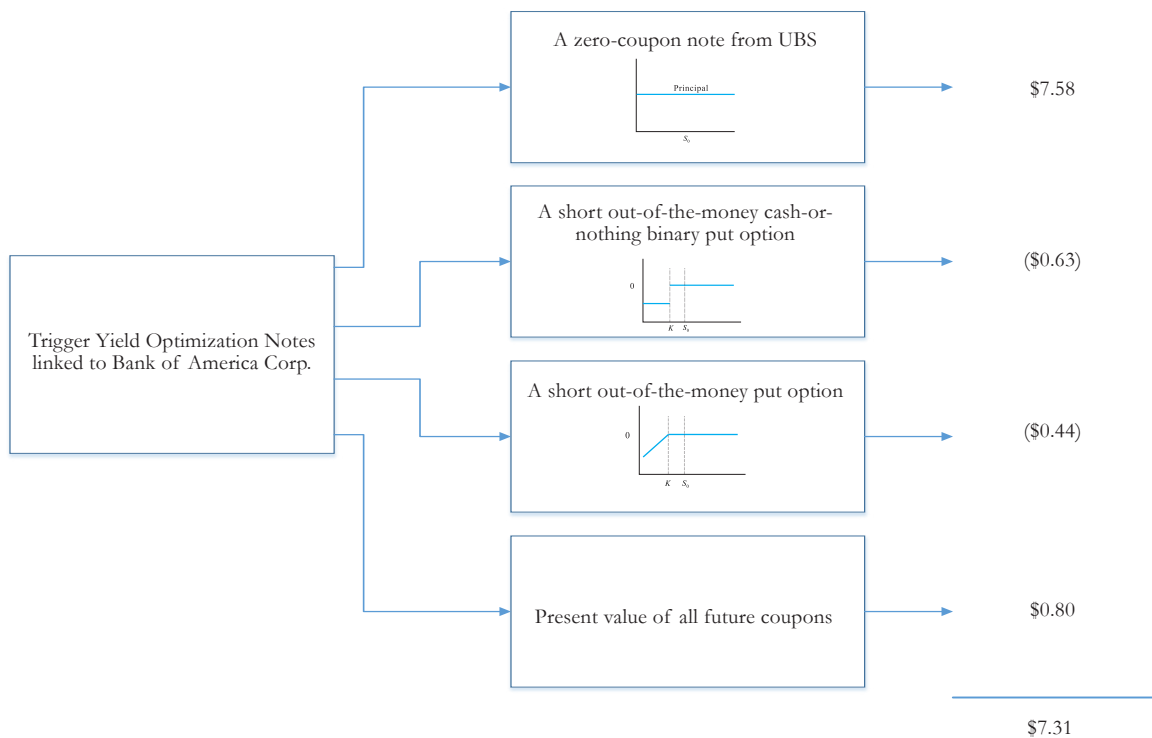 A zero-coupon note from UBS
Principal
S₀
$7.58
A short out-of-the-money cash-or-
nothing binary put option
0
K S₀
($0.63)
Trigger Yield Optimization Notes
linked to Bank of America Corp.
A short out-of-the-money put option
0
K S₀
($0.44)
Present value of all future coupons
$0.80
$7.31